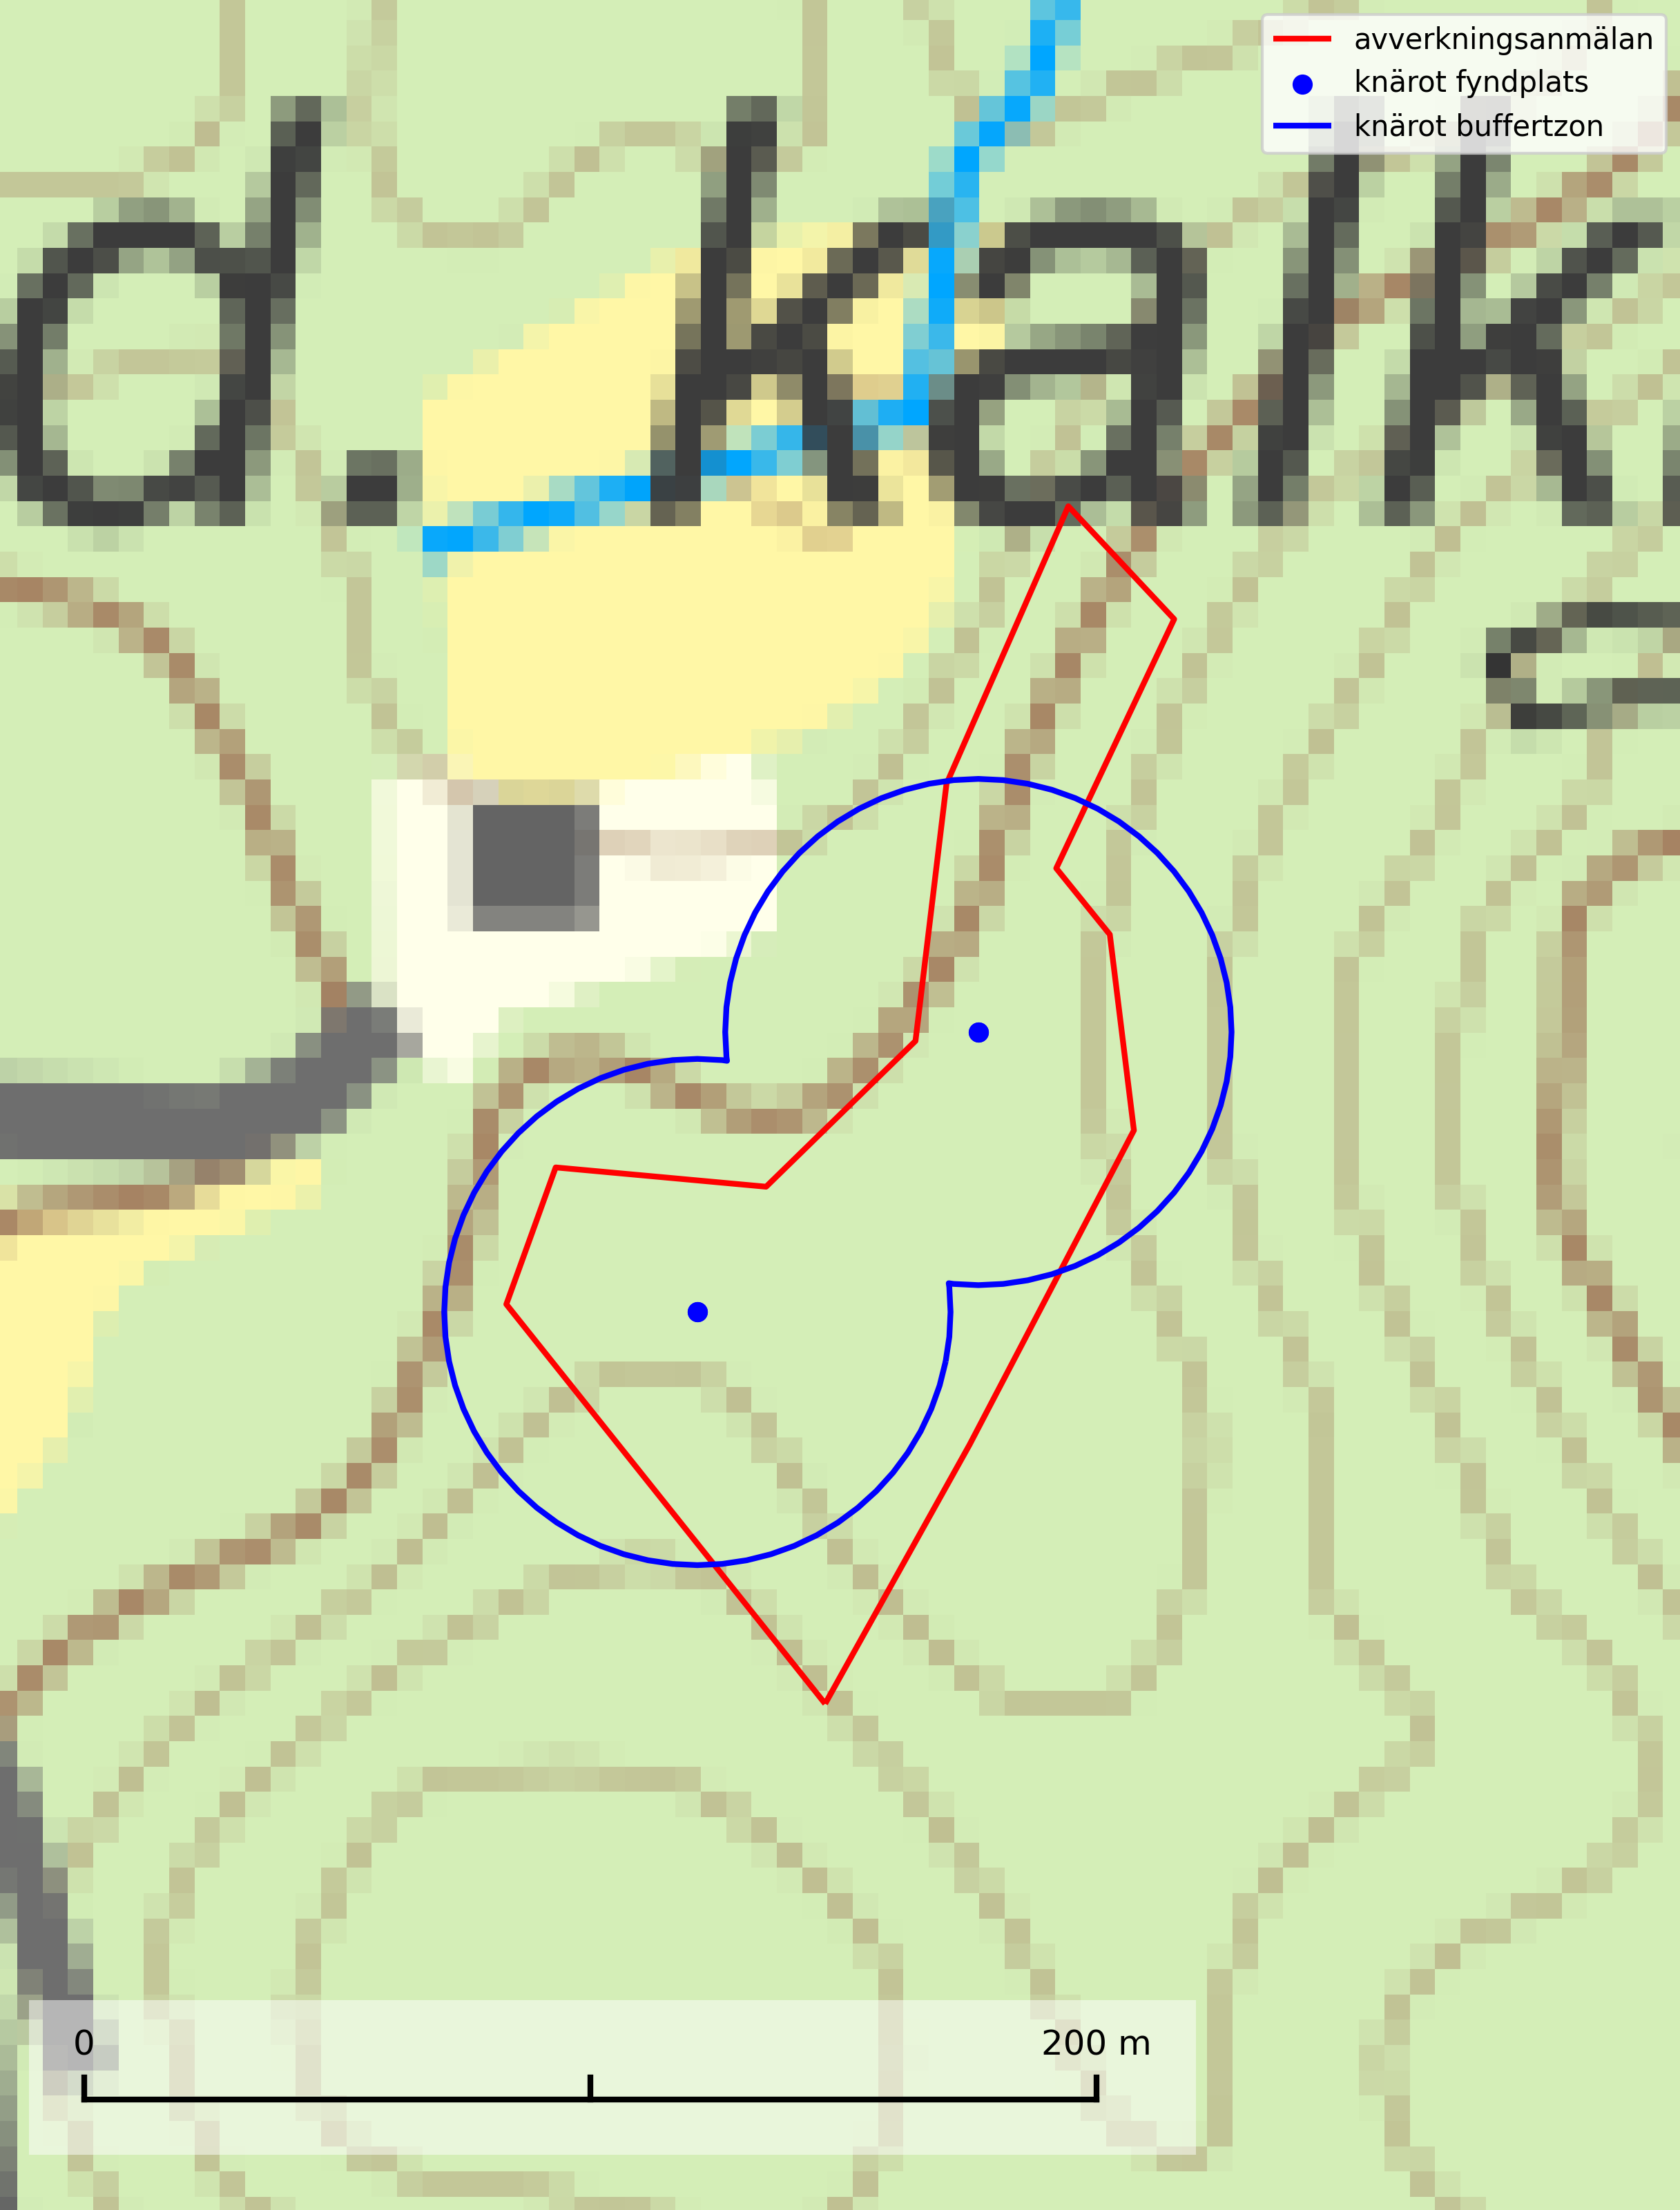 avverkningsanmälan
knärot fyndplats
knärot buffertzon
0
200 m